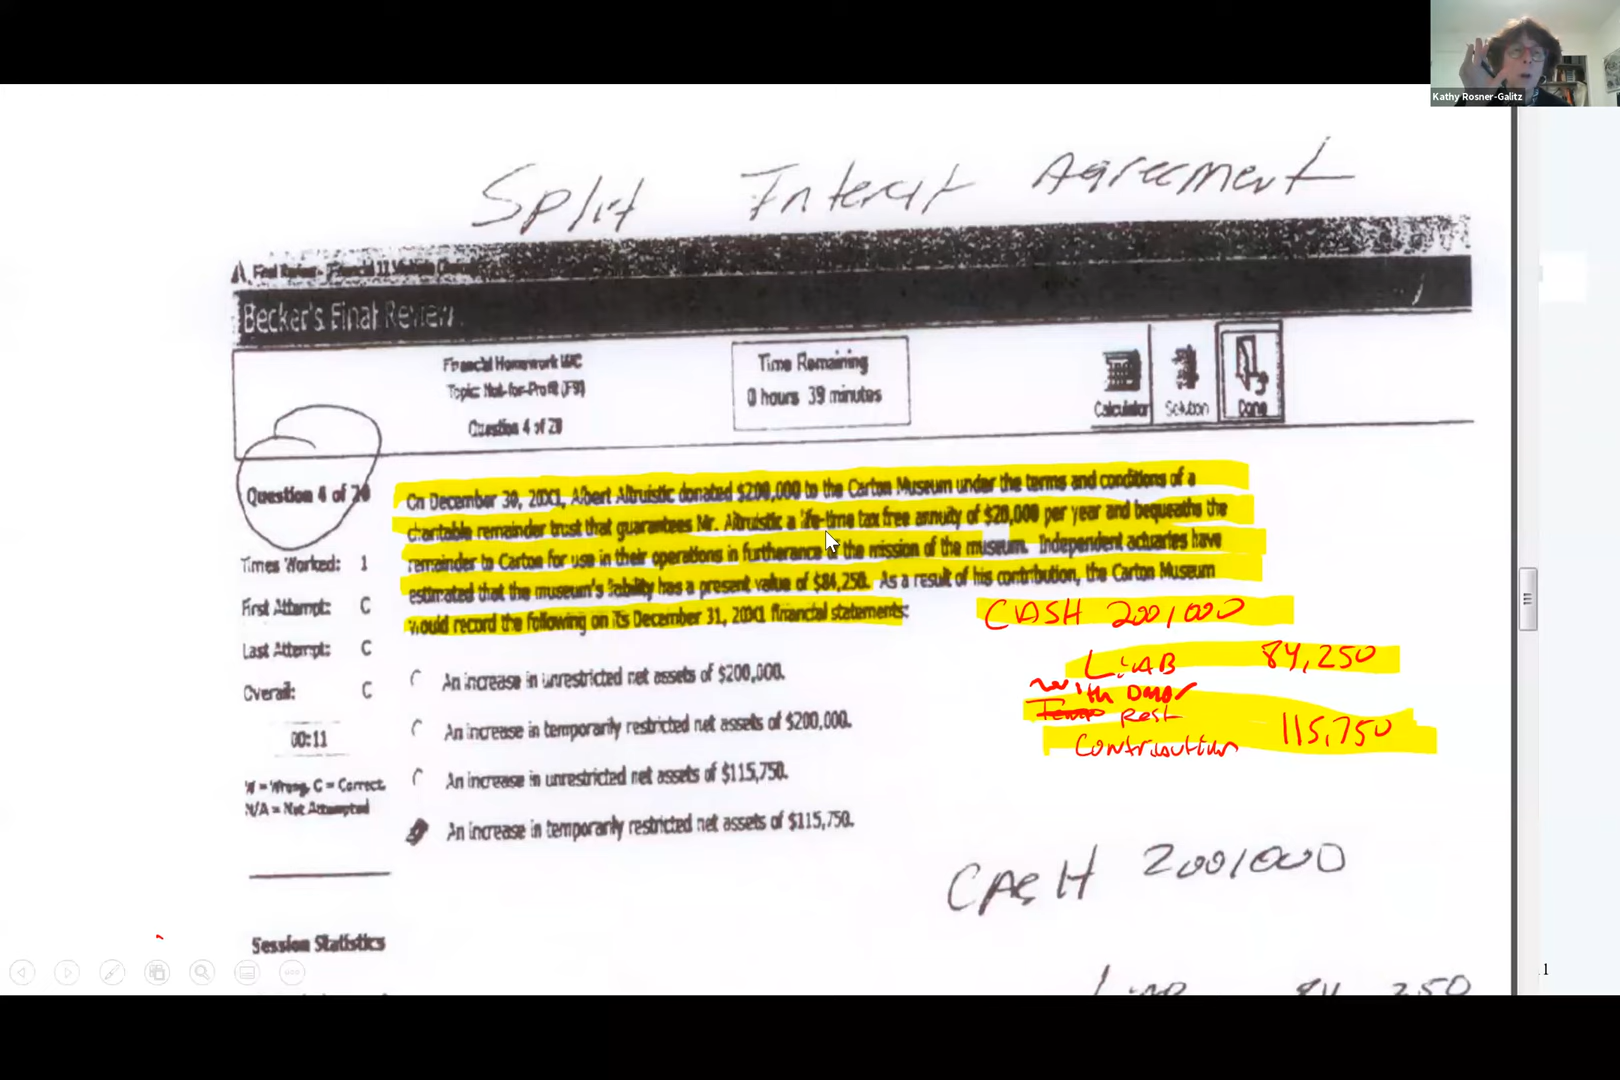 Kathy Rosner-Galitz
Split Interest Agreement
Becker's Final Review
Financial Homework M/C
Topic: Not-for-Profit (F9)
Question 4 of 20
Time Remaining
0 hours 39 minutes
Calculator
Solution
Done
Question 4 of 20
On December 30, 20X1, Albert Altruistic donated $200,000 to the Carton Museum under the terms and conditions of a
charitable remainder trust that guarantees Mr. Altruistic a life-time tax free annuity of $20,000 per year and bequeaths the
remainder to Carton for use in their operations in furtherance of the mission of the museum. Independent actuaries have
estimated that the museum's liability has a present value of $84,250. As a result of his contribution, the Carton Museum
would record the following on its December 31, 20X1 financial statements:
Times Worked: 1
First Attempt: C
Last Attempt: C
Overall: C
00:11
W = Wrong, C = Correct,
N/A = Not Attempted
An increase in unrestricted net assets of $200,000.
An increase in temporarily restricted net assets of $200,000.
An increase in unrestricted net assets of $115,750.
An increase in temporarily restricted net assets of $115,750.
CASH 200,000
LIAB 84,250
with Donor
Temp Rest
Contribution 115,750
CASH 200,000
Session Statistics
LIAB 84,250
11